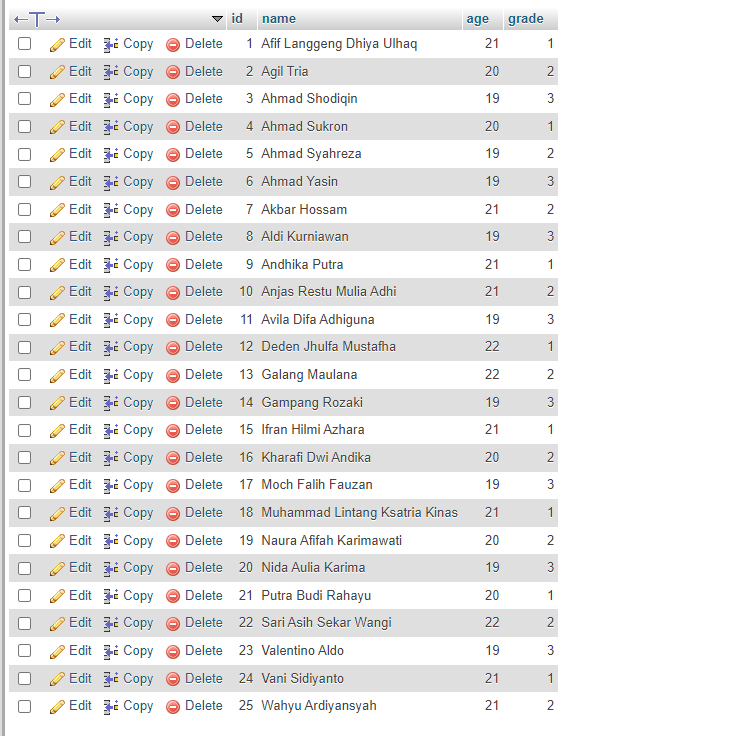 ←T→ id name age grade
Edit Copy Delete 1 Afif Langgeng Dhiya Ulhaq 21 1
Edit Copy Delete 2 Agil Tria 20 2
Edit Copy Delete 3 Ahmad Shodiqin 19 3
Edit Copy Delete 4 Ahmad Sukron 20 1
Edit Copy Delete 5 Ahmad Syahreza 19 2
Edit Copy Delete 6 Ahmad Yasin 19 3
Edit Copy Delete 7 Akbar Hossam 21 2
Edit Copy Delete 8 Aldi Kurniawan 19 3
Edit Copy Delete 9 Andhika Putra 21 1
Edit Copy Delete 10 Anjas Restu Mulia Adhi 21 2
Edit Copy Delete 11 Avila Difa Adhiguna 19 3
Edit Copy Delete 12 Deden Jhulfa Mustafha 22 1
Edit Copy Delete 13 Galang Maulana 22 2
Edit Copy Delete 14 Gampang Rozaki 19 3
Edit Copy Delete 15 Ifran Hilmi Azhara 21 1
Edit Copy Delete 16 Kharafi Dwi Andika 20 2
Edit Copy Delete 17 Moch Falih Fauzan 19 3
Edit Copy Delete 18 Muhammad Lintang Ksatria Kinas 21 1
Edit Copy Delete 19 Naura Afifah Karimawati 20 2
Edit Copy Delete 20 Nida Aulia Karima 19 3
Edit Copy Delete 21 Putra Budi Rahayu 20 1
Edit Copy Delete 22 Sari Asih Sekar Wangi 22 2
Edit Copy Delete 23 Valentino Aldo 19 3
Edit Copy Delete 24 Vani Sidiyanto 21 1
Edit Copy Delete 25 Wahyu Ardiyansyah 21 2